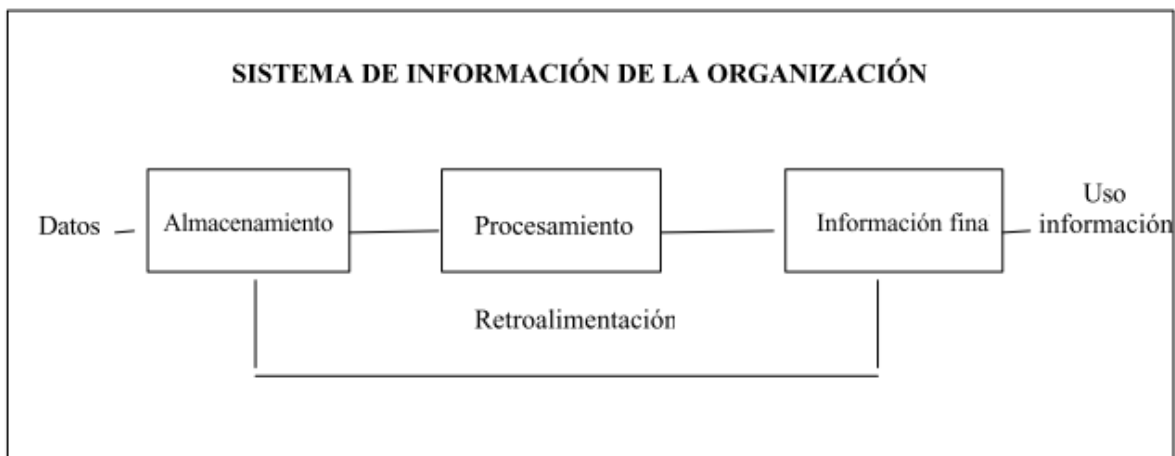 SISTEMA DE INFORMACIÓN DE LA ORGANIZACIÓN
Datos
Almacenamiento
Procesamiento
Información fina
Uso
información
Retroalimentación